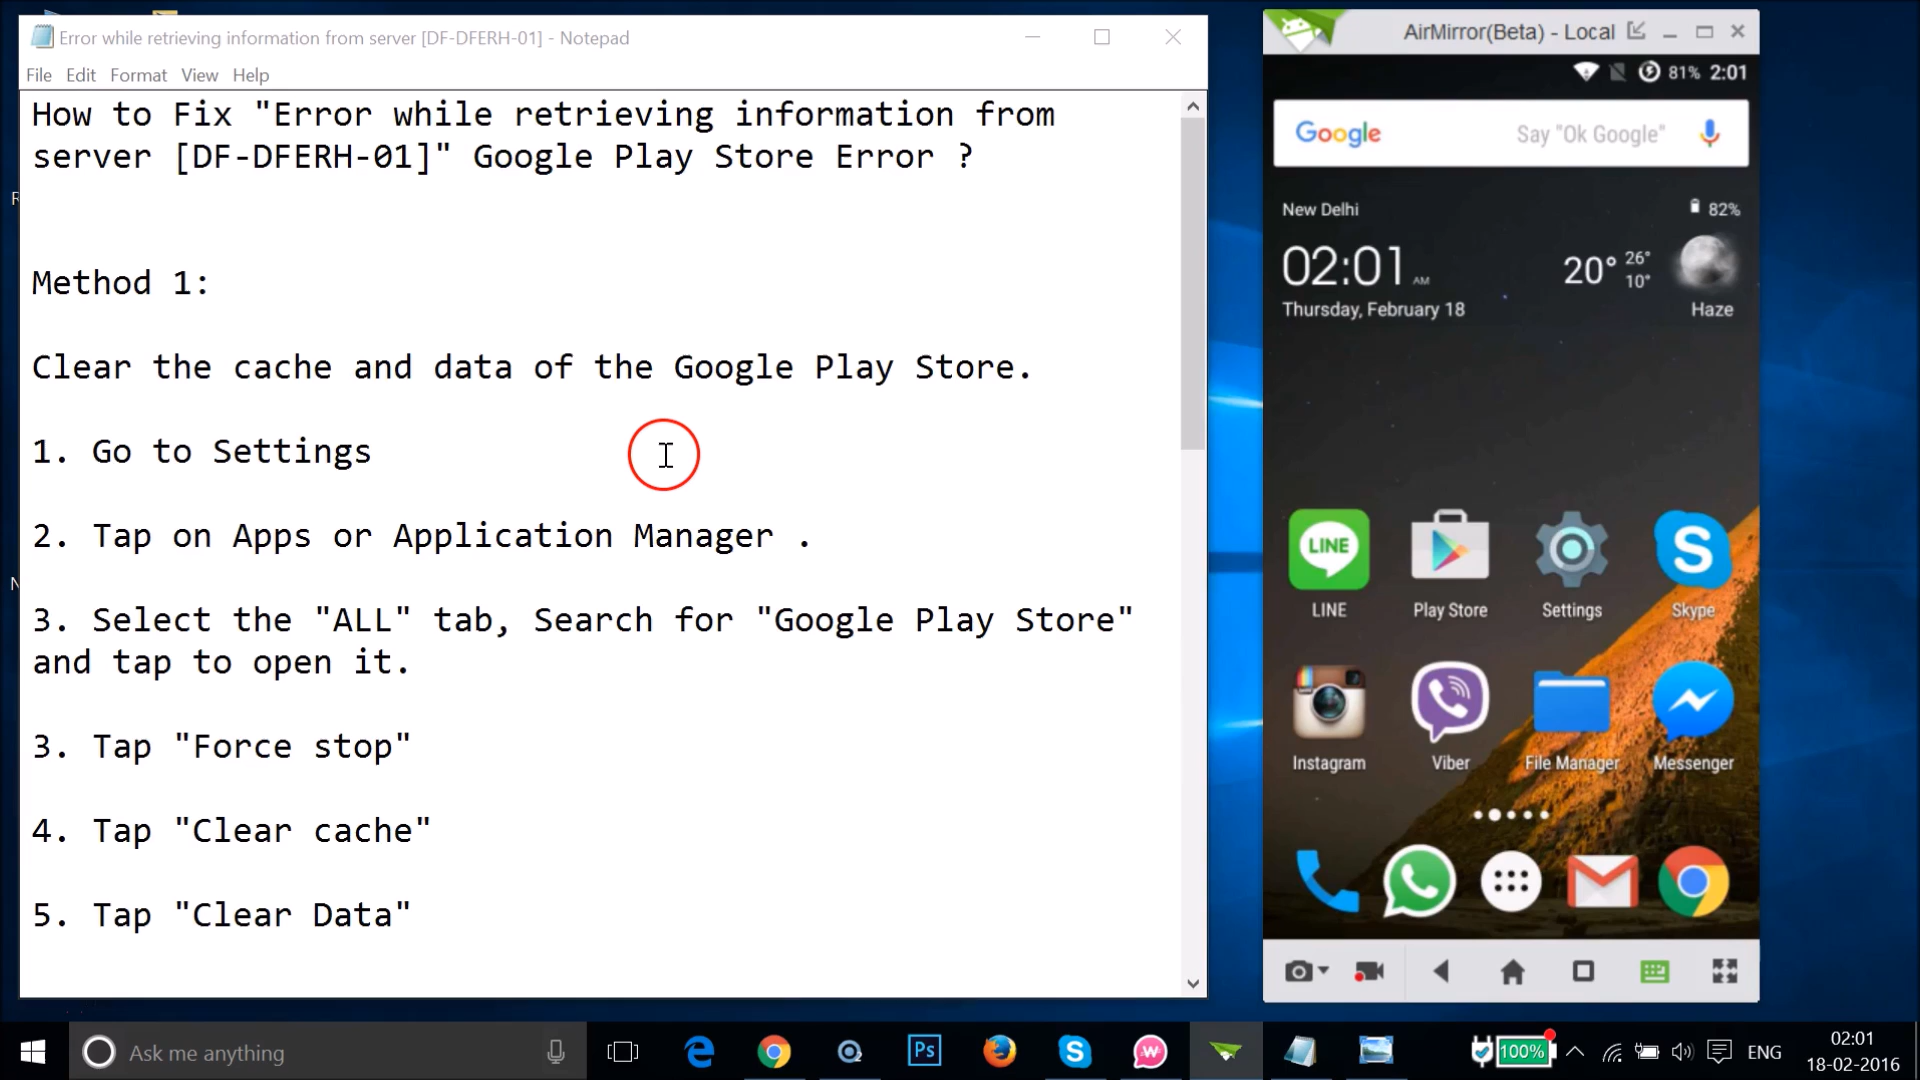 Error while retrieving information from server [DF-DFERH-01] - Notepad
File Edit Format View Help
How to Fix "Error while retrieving information from
server [DF-DFERH-01]" Google Play Store Error ?
Method 1:
Clear the cache and data of the Google Play Store.
1. Go to Settings
2. Tap on Apps or Application Manager .
3. Select the "ALL" tab, Search for "Google Play Store"
and tap to open it.
3. Tap "Force stop"
4. Tap "Clear cache"
5. Tap "Clear Data"
AirMirror(Beta) - Local
81% 2:01
Google Say "Ok Google"
New Delhi 82%
02:01 AM 20° 26°
10°
Thursday, February 18 Haze
LINE
LINE Play Store Settings Skype
Instagram Viber File Manager Messenger
Ask me anything
Ps
100%
ENG
02:01
18-02-2016